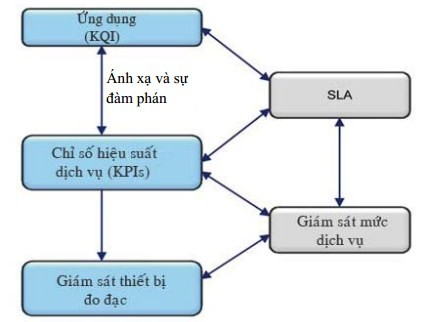 Ứng dụng
(KQI)
Ánh xạ và sự
đàm phán
SLA
Chỉ số hiệu suất
dịch vụ (KPIs)
Giám sát mức
dịch vụ
Giám sát thiết bị
đo đạc